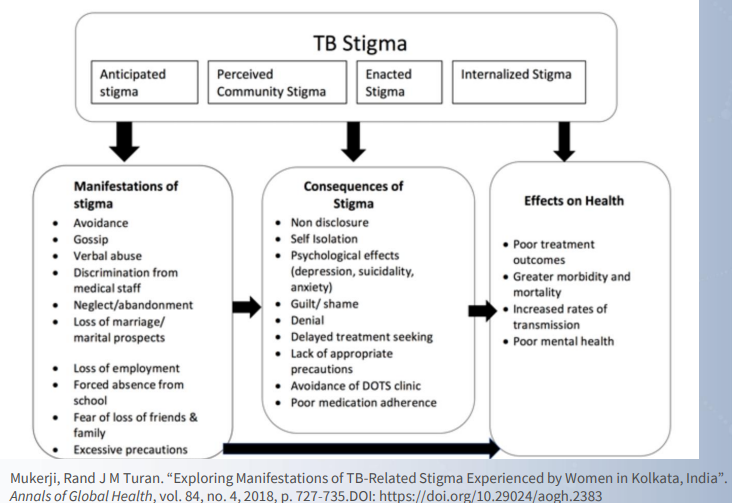 TB Stigma
Anticipated
stigma
Perceived
Community Stigma
Enacted
Stigma
Internalized Stigma
Manifestations of
stigma
• Avoidance
• Gossip
• Verbal abuse
• Discrimination from
medical staff
• Neglect/abandonment
• Loss of marriage/
marital prospects
• Loss of employment
• Forced absence from
school
• Fear of loss of friends &
family
• Excessive precautions
Consequences of
Stigma
• Non disclosure
• Self Isolation
• Psychological effects
(depression, suicidality,
anxiety)
• Guilt/ shame
• Denial
• Delayed treatment seeking
• Lack of appropriate
precautions
• Avoidance of DOTS clinic
• Poor medication adherence
Effects on Health
• Poor treatment
outcomes
• Greater morbidity and
mortality
• Increased rates of
transmission
• Poor mental health
Mukerji, Rand J M Turan. “Exploring Manifestations of TB-Related Stigma Experienced by Women in Kolkata, India”.
Annals of Global Health, vol. 84, no. 4, 2018, p. 727-735.DOI: https://doi.org/10.29024/aogh.2383